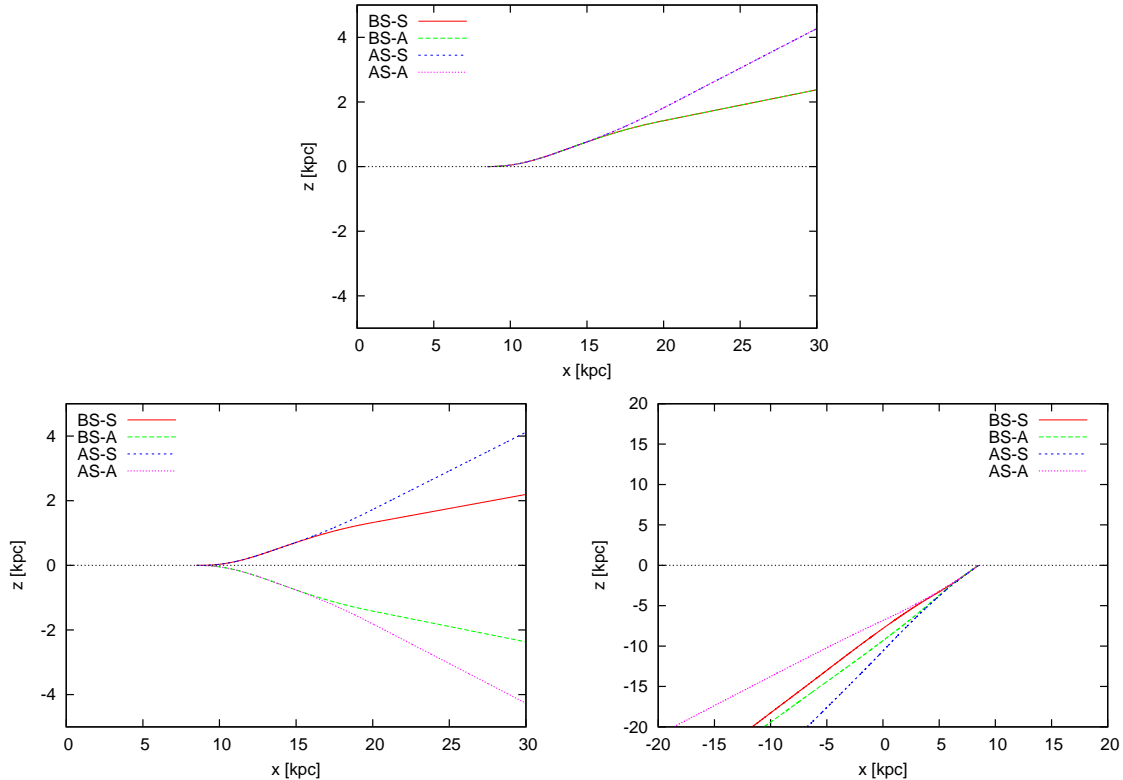 BS-S
BS-A
AS-S
AS-A
4
2
0
-2
-4
z [kpc]
0 5 10 15 20 25 30
x [kpc]
BS-S
BS-A
AS-S
AS-A
4
2
0
-2
-4
z [kpc]
0 5 10 15 20 25 30
x [kpc]
BS-S
BS-A
AS-S
AS-A
20
15
10
5
0
-5
-10
-15
-20
z [kpc]
-20 -15 -10 -5 0 5 10 15 20
x [kpc]